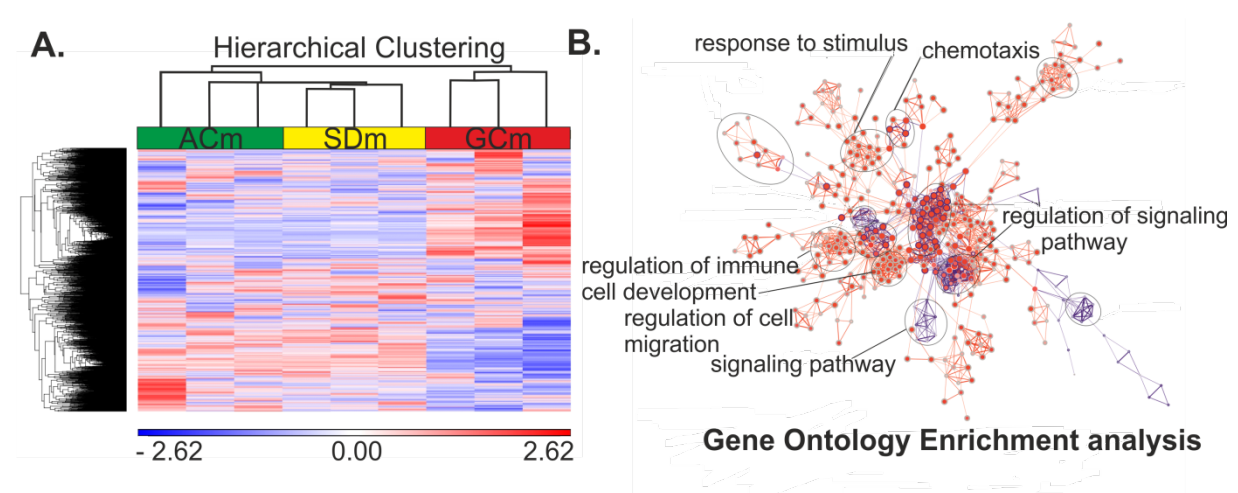 A.
Hierarchical Clustering
ACm
SDm
GCm
- 2.62
0.00
2.62
B.
response to stimulus
chemotaxis
regulation of signaling
pathway
regulation of immune
cell development
regulation of cell
migration
signaling pathway
Gene Ontology Enrichment analysis